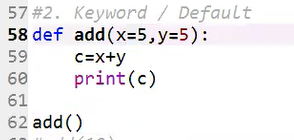 57 #2. Keyword / Default
58 def add(x=5,y=5):
59     c=x+y
60     print(c)
61
62 add()